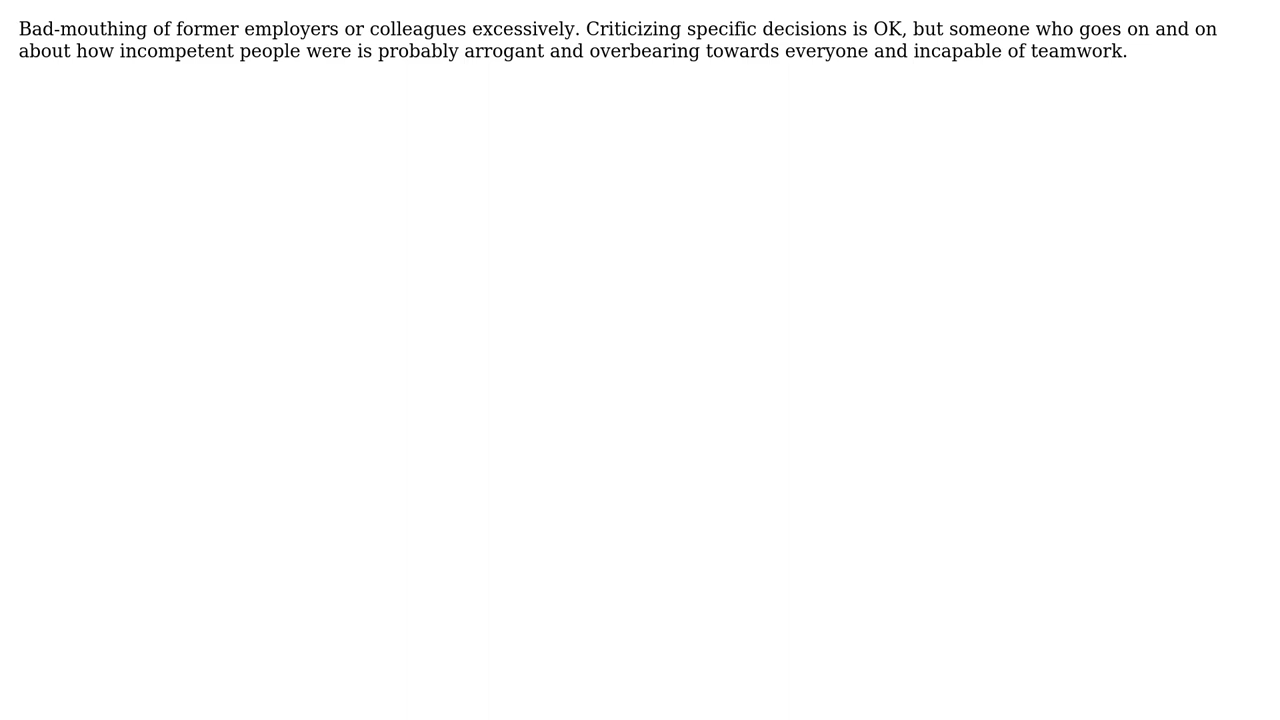 Bad-mouthing of former employers or colleagues excessively. Criticizing specific decisions is OK, but someone who goes on and on
about how incompetent people were is probably arrogant and overbearing towards everyone and incapable of teamwork.